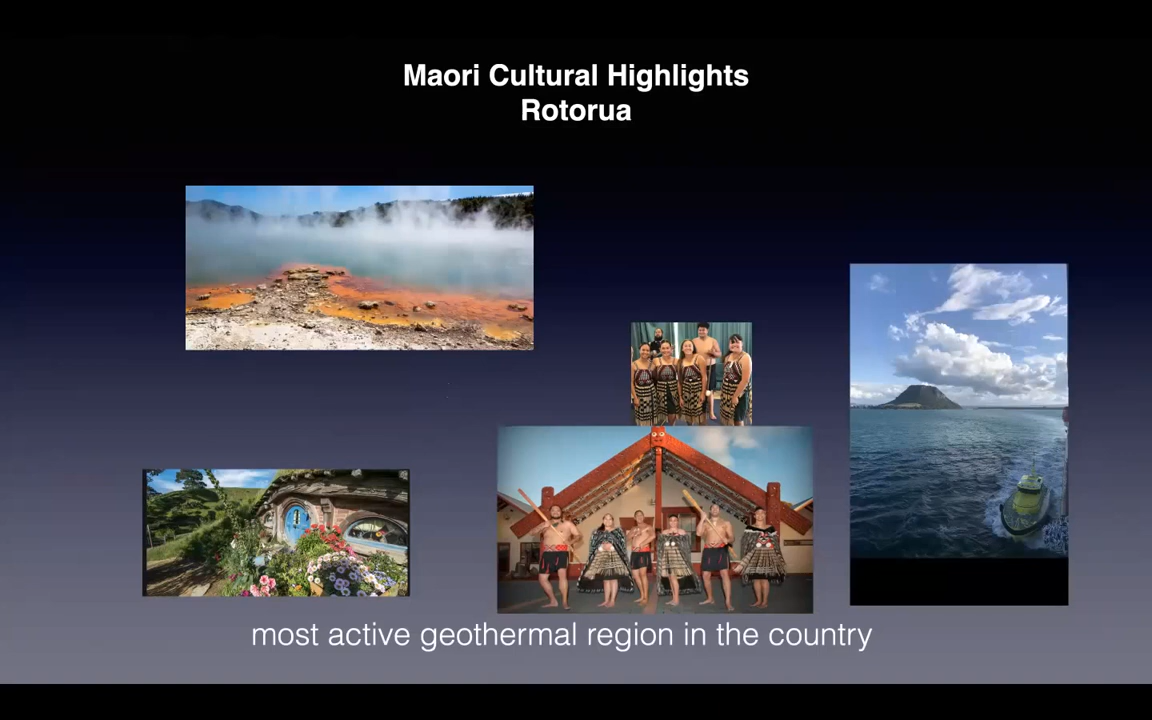 Maori Cultural Highlights
Rotorua
most active geothermal region in the country